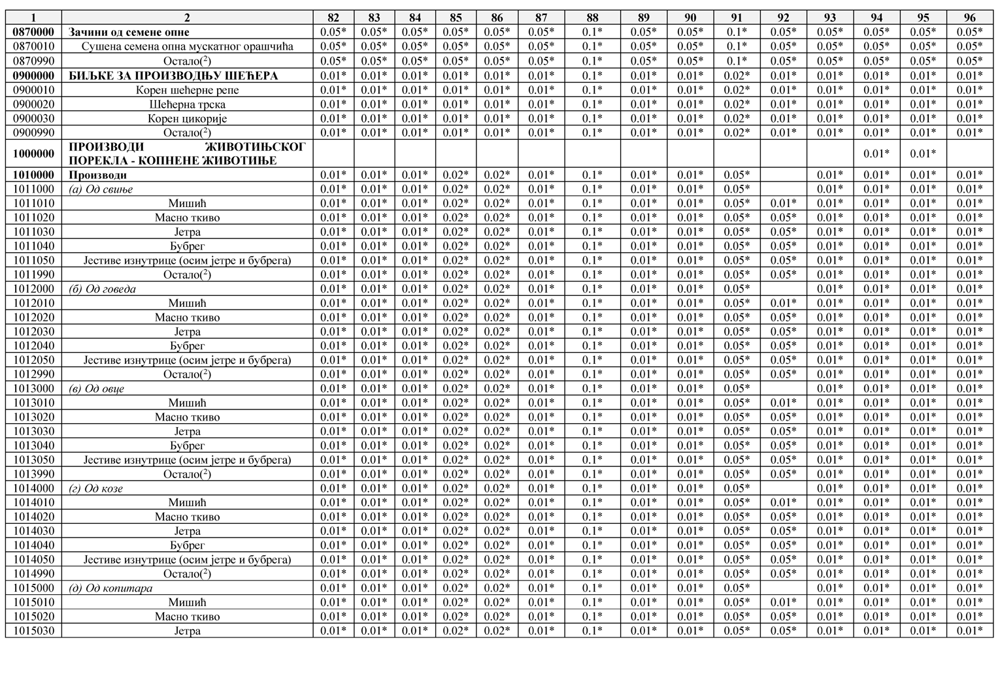 1 2 82 83 84 85 86 87 88 89 90 91 92 93 94 95 96
0870000 Зачини од семене опне 0.05* 0.05* 0.05* 0.05* 0.05* 0.05* 0.1* 0.05* 0.05* 0.1* 0.05* 0.05* 0.05* 0.05* 0.05*
0870010 Сушена семена опна мускатног орашчића 0.05* 0.05* 0.05* 0.05* 0.05* 0.05* 0.1* 0.05* 0.05* 0.1* 0.05* 0.05* 0.05* 0.05* 0.05*
0870990 Остало(2) 0.05* 0.05* 0.05* 0.05* 0.05* 0.05* 0.1* 0.05* 0.05* 0.1* 0.05* 0.05* 0.05* 0.05* 0.05*
0900000 БИЉКЕ ЗА ПРОИЗВОДЊУ ШЕЋЕРА 0.01* 0.01* 0.01* 0.01* 0.01* 0.01* 0.1* 0.01* 0.01* 0.02* 0.01* 0.01* 0.01* 0.01* 0.01*
0900010 Корен шећерне репе 0.01* 0.01* 0.01* 0.01* 0.01* 0.01* 0.1* 0.01* 0.01* 0.02* 0.01* 0.01* 0.01* 0.01* 0.01*
0900020 Шећерна трска 0.01* 0.01* 0.01* 0.01* 0.01* 0.01* 0.1* 0.01* 0.01* 0.02* 0.01* 0.01* 0.01* 0.01* 0.01*
0900030 Корен цикорије 0.01* 0.01* 0.01* 0.01* 0.01* 0.01* 0.1* 0.01* 0.01* 0.02* 0.01* 0.01* 0.01* 0.01* 0.01*
0900990 Остало(2) 0.01* 0.01* 0.01* 0.01* 0.01* 0.01* 0.1* 0.01* 0.01* 0.02* 0.01* 0.01* 0.01* 0.01* 0.01*
1000000 ПРОИЗВОДИ ЖИВОТИЊСКОГ
ПОРЕКЛА - КОПНЕНЕ ЖИВОТИЊЕ 0.01* 0.01*
1010000 Производи 0.01* 0.01* 0.01* 0.02* 0.02* 0.01* 0.1* 0.01* 0.01* 0.05* 0.01* 0.01* 0.01* 0.01*
1011000 (а) Од свиње 0.01* 0.01* 0.01* 0.02* 0.02* 0.01* 0.1* 0.01* 0.01* 0.05* 0.01* 0.01* 0.01* 0.01*
1011010 Мишић 0.01* 0.01* 0.01* 0.02* 0.02* 0.01* 0.1* 0.01* 0.01* 0.05* 0.01* 0.01* 0.01* 0.01* 0.01*
1011020 Масно ткиво 0.01* 0.01* 0.01* 0.02* 0.02* 0.01* 0.1* 0.01* 0.01* 0.05* 0.05* 0.01* 0.01* 0.01* 0.01*
1011030 Јетра 0.01* 0.01* 0.01* 0.02* 0.02* 0.01* 0.1* 0.01* 0.01* 0.05* 0.05* 0.01* 0.01* 0.01* 0.01*
1011040 Бубрег 0.01* 0.01* 0.01* 0.02* 0.02* 0.01* 0.1* 0.01* 0.01* 0.05* 0.05* 0.01* 0.01* 0.01* 0.01*
1011050 Јестиве изнутрице (осим јетре и бубрега) 0.01* 0.01* 0.01* 0.02* 0.02* 0.01* 0.1* 0.01* 0.01* 0.05* 0.05* 0.01* 0.01* 0.01* 0.01*
1011990 Остало(2) 0.01* 0.01* 0.01* 0.02* 0.02* 0.01* 0.1* 0.01* 0.01* 0.05* 0.05* 0.01* 0.01* 0.01* 0.01*
1012000 (б) Од говеда 0.01* 0.01* 0.01* 0.02* 0.02* 0.01* 0.1* 0.01* 0.01* 0.05* 0.01* 0.01* 0.01* 0.01*
1012010 Мишић 0.01* 0.01* 0.01* 0.02* 0.02* 0.01* 0.1* 0.01* 0.01* 0.05* 0.01* 0.01* 0.01* 0.01* 0.01*
1012020 Масно ткиво 0.01* 0.01* 0.01* 0.02* 0.02* 0.01* 0.1* 0.01* 0.01* 0.05* 0.05* 0.01* 0.01* 0.01* 0.01*
1012030 Јетра 0.01* 0.01* 0.01* 0.02* 0.02* 0.01* 0.1* 0.01* 0.01* 0.05* 0.05* 0.01* 0.01* 0.01* 0.01*
1012040 Бубрег 0.01* 0.01* 0.01* 0.02* 0.02* 0.01* 0.1* 0.01* 0.01* 0.05* 0.05* 0.01* 0.01* 0.01* 0.01*
1012050 Јестиве изнутрице (осим јетре и бубрега) 0.01* 0.01* 0.01* 0.02* 0.02* 0.01* 0.1* 0.01* 0.01* 0.05* 0.05* 0.01* 0.01* 0.01* 0.01*
1012990 Остало(2) 0.01* 0.01* 0.01* 0.02* 0.02* 0.01* 0.1* 0.01* 0.01* 0.05* 0.05* 0.01* 0.01* 0.01* 0.01*
1013000 (в) Од овце 0.01* 0.01* 0.01* 0.02* 0.02* 0.01* 0.1* 0.01* 0.01* 0.05* 0.01* 0.01* 0.01* 0.01*
1013010 Мишић 0.01* 0.01* 0.01* 0.02* 0.02* 0.01* 0.1* 0.01* 0.01* 0.05* 0.01* 0.01* 0.01* 0.01* 0.01*
1013020 Масно ткиво 0.01* 0.01* 0.01* 0.02* 0.02* 0.01* 0.1* 0.01* 0.01* 0.05* 0.05* 0.01* 0.01* 0.01* 0.01*
1013030 Јетра 0.01* 0.01* 0.01* 0.02* 0.02* 0.01* 0.1* 0.01* 0.01* 0.05* 0.05* 0.01* 0.01* 0.01* 0.01*
1013040 Бубрег 0.01* 0.01* 0.01* 0.02* 0.02* 0.01* 0.1* 0.01* 0.01* 0.05* 0.05* 0.01* 0.01* 0.01* 0.01*
1013050 Јестиве изнутрице (осим јетре и бубрега) 0.01* 0.01* 0.01* 0.02* 0.02* 0.01* 0.1* 0.01* 0.01* 0.05* 0.05* 0.01* 0.01* 0.01* 0.01*
1013990 Остало(2) 0.01* 0.01* 0.01* 0.02* 0.02* 0.01* 0.1* 0.01* 0.01* 0.05* 0.05* 0.01* 0.01* 0.01* 0.01*
1014000 (г) Од козе 0.01* 0.01* 0.01* 0.02* 0.02* 0.01* 0.1* 0.01* 0.01* 0.05* 0.01* 0.01* 0.01* 0.01*
1014010 Мишић 0.01* 0.01* 0.01* 0.02* 0.02* 0.01* 0.1* 0.01* 0.01* 0.05* 0.01* 0.01* 0.01* 0.01* 0.01*
1014020 Масно ткиво 0.01* 0.01* 0.01* 0.02* 0.02* 0.01* 0.1* 0.01* 0.01* 0.05* 0.05* 0.01* 0.01* 0.01* 0.01*
1014030 Јетра 0.01* 0.01* 0.01* 0.02* 0.02* 0.01* 0.1* 0.01* 0.01* 0.05* 0.05* 0.01* 0.01* 0.01* 0.01*
1014040 Бубрег 0.01* 0.01* 0.01* 0.02* 0.02* 0.01* 0.1* 0.01* 0.01* 0.05* 0.05* 0.01* 0.01* 0.01* 0.01*
1014050 Јестиве изнутрице (осим јетре и бубрега) 0.01* 0.01* 0.01* 0.02* 0.02* 0.01* 0.1* 0.01* 0.01* 0.05* 0.05* 0.01* 0.01* 0.01* 0.01*
1014990 Остало(2) 0.01* 0.01* 0.01* 0.02* 0.02* 0.01* 0.1* 0.01* 0.01* 0.05* 0.05* 0.01* 0.01* 0.01* 0.01*
1015000 (д) Од копитара 0.01* 0.01* 0.01* 0.02* 0.02* 0.01* 0.1* 0.01* 0.01* 0.05* 0.01* 0.01* 0.01* 0.01*
1015010 Мишић 0.01* 0.01* 0.01* 0.02* 0.02* 0.01* 0.1* 0.01* 0.01* 0.05* 0.01* 0.01* 0.01* 0.01* 0.01*
1015020 Масно ткиво 0.01* 0.01* 0.01* 0.02* 0.02* 0.01* 0.1* 0.01* 0.01* 0.05* 0.05* 0.01* 0.01* 0.01* 0.01*
1015030 Јетра 0.01* 0.01* 0.01* 0.02* 0.02* 0.01* 0.1* 0.01* 0.01* 0.05* 0.05* 0.01* 0.01* 0.01* 0.01*